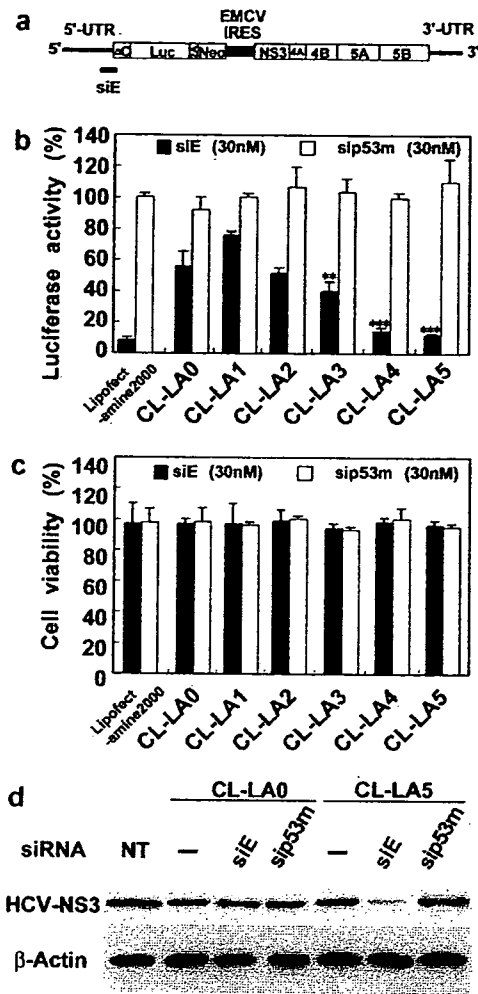 a
EMCV
IRES
5'-UTR
3'-UTR
5'
ΔC Luc Neo NS3 4A 4B 5A 5B
3'
siE
b
siE (30nM) sip53m (30nM)
Luciferase activity (%)
140
120
100
80
60
40
20
0
**
***
***
Lipofect
-amine2000
CL-LA0
CL-LA1
CL-LA2
CL-LA3
CL-LA4
CL-LA5
c
siE (30nM) sip53m (30nM)
Cell viability (%)
140
120
100
80
60
40
20
0
Lipofect
-amine2000
CL-LA0
CL-LA1
CL-LA2
CL-LA3
CL-LA4
CL-LA5
d
CL-LA0 CL-LA5
siRNA NT – siE sip53m – siE sip53m
HCV-NS3
β-Actin